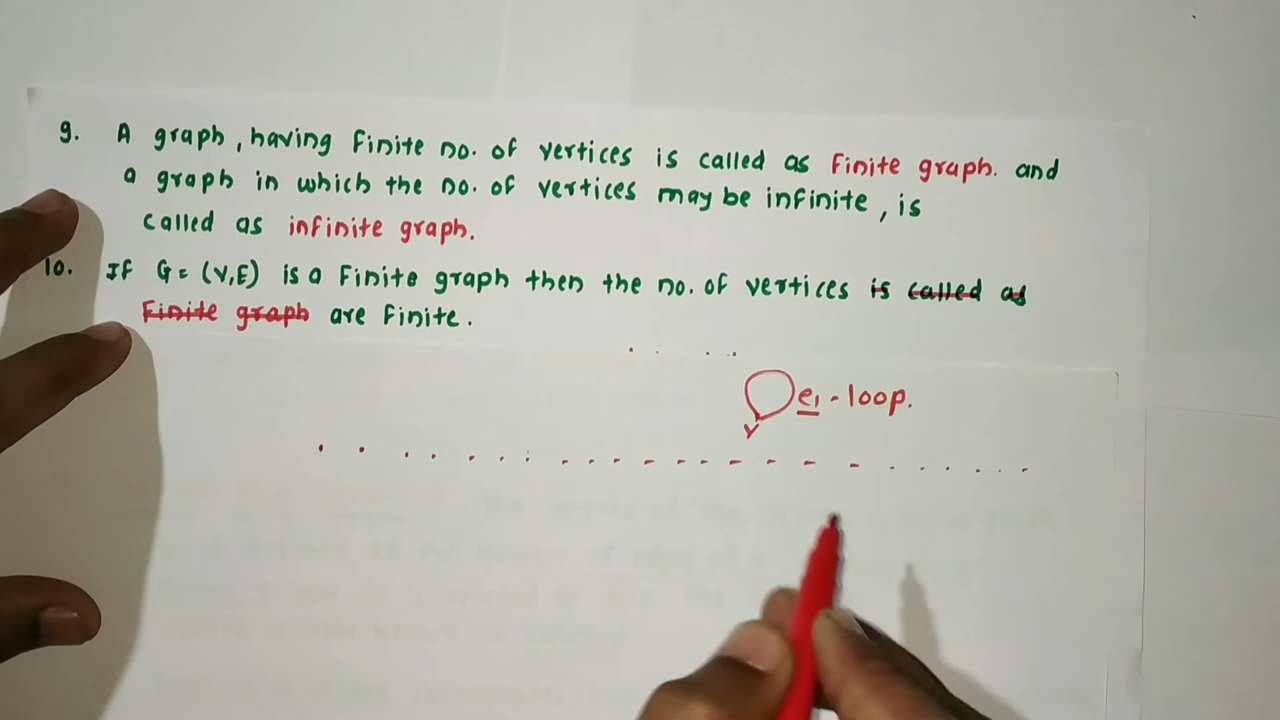 9. A graph, having finite no. of vertices is called as finite graph. and
a graph in which the no. of vertices may be infinite, is
called as infinite graph.
10. If G = (V,E) is a finite graph then the no. of vertices is called as
finite graph are finite.
e1 - loop.
v